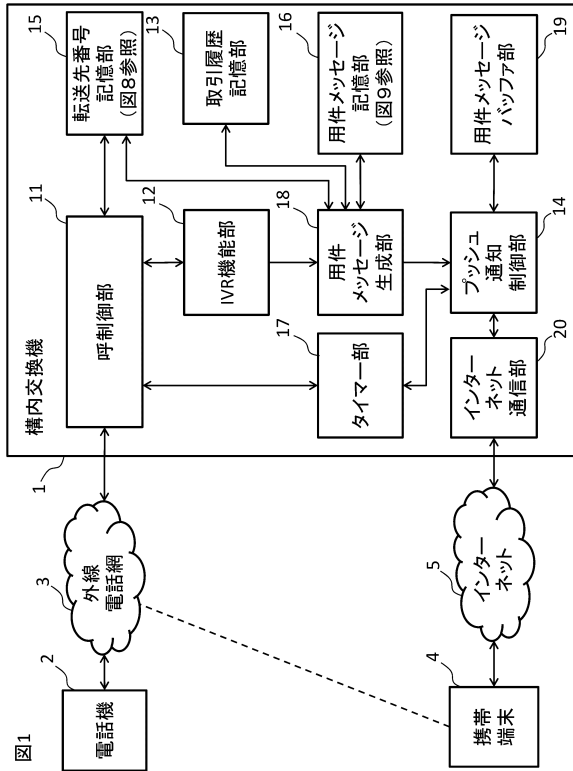 図1
構内交換機
1
電話機
2
外線
電話網
3
携帯
端末
4
インター
ネット
5
呼制御部
11
転送先番号
記憶部
(図8参照)
15
IVR機能部
12
取引履歴
記憶部
13
タイマー部
17
用件
メッセージ
生成部
18
用件メッセージ
記憶部
(図9参照)
16
インター
ネット
通信部
20
プッシュ
通知
制御部
14
用件メッセージ
バッファ部
19